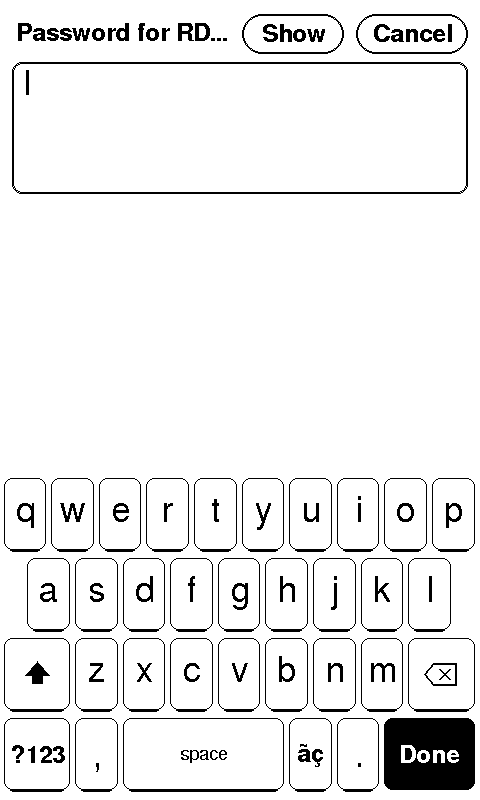 Password for RD... Show Cancel
q w e r t y u i o p
a s d f g h j k l
z x c v b n m
?123 , space ãç . Done